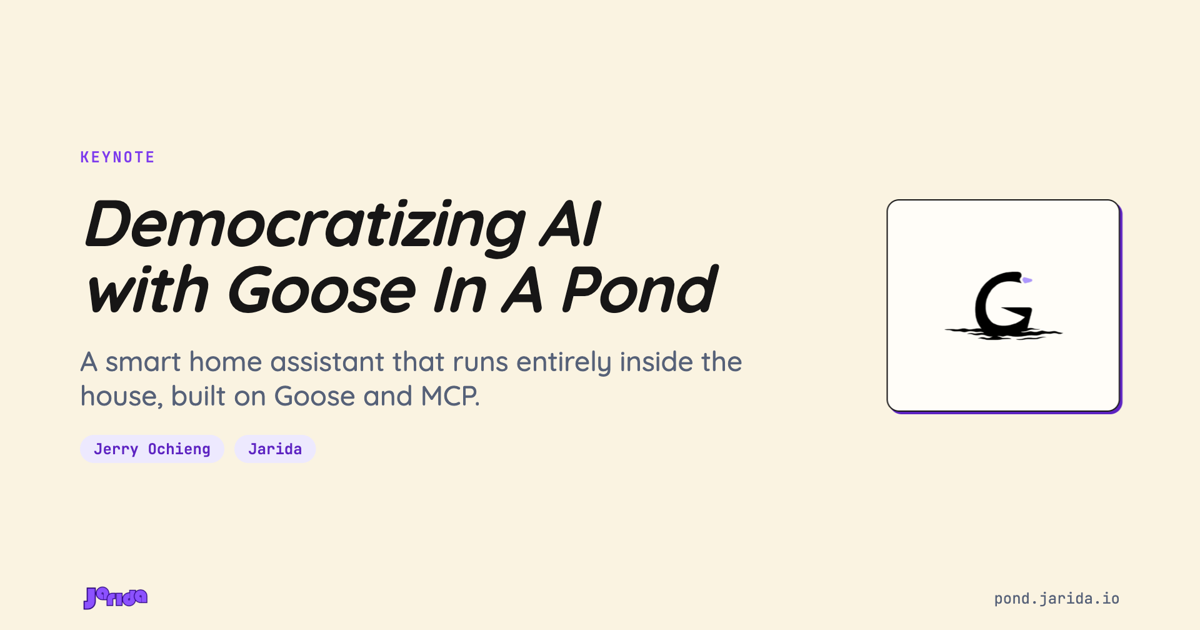 KEYNOTE
Democratizing AI
with Goose In A Pond
A smart home assistant that runs entirely inside the
house, built on Goose and MCP.
Jerry Ochieng
Jarida
G
Jarida
pond.jarida.io